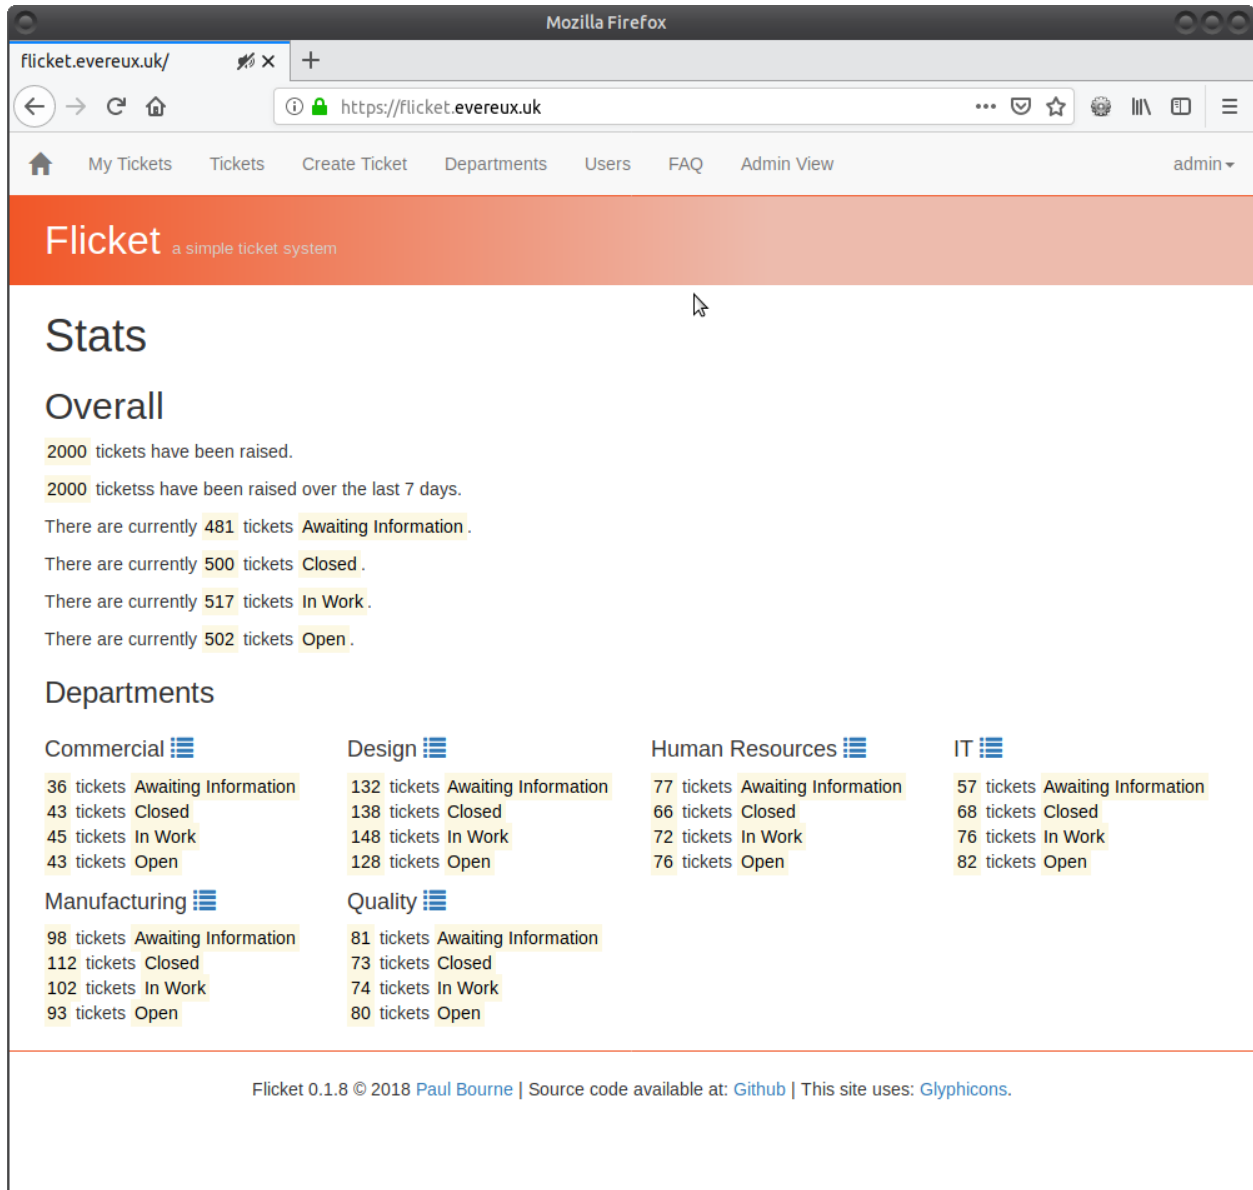 Mozilla Firefox
flicket.evereux.uk/
https://flicket.evereux.uk
My Tickets Tickets Create Ticket Departments Users FAQ Admin View admin
Flicket a simple ticket system
Stats
Overall
2000 tickets have been raised.
2000 ticketss have been raised over the last 7 days.
There are currently 481 tickets Awaiting Information.
There are currently 500 tickets Closed.
There are currently 517 tickets In Work.
There are currently 502 tickets Open.
Departments
Commercial
36 tickets Awaiting Information
43 tickets Closed
45 tickets In Work
43 tickets Open
Design
132 tickets Awaiting Information
138 tickets Closed
148 tickets In Work
128 tickets Open
Human Resources
77 tickets Awaiting Information
66 tickets Closed
72 tickets In Work
76 tickets Open
IT
57 tickets Awaiting Information
68 tickets Closed
76 tickets In Work
82 tickets Open
Manufacturing
98 tickets Awaiting Information
112 tickets Closed
102 tickets In Work
93 tickets Open
Quality
81 tickets Awaiting Information
73 tickets Closed
74 tickets In Work
80 tickets Open
Flicket 0.1.8 © 2018 Paul Bourne | Source code available at: Github | This site uses: Glyphicons.